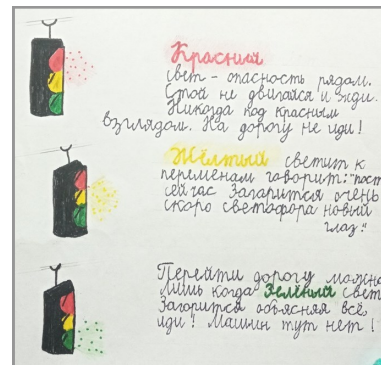 Красный
свет - опасность рядом.
Стой не двигайся и жди.
Никогда под красным
взглядом. На дорогу не иди!
Жёлтый светит к
переменам говорит: "пост
сейчас Загарится очень
скоро светофора новый
глаз."
Перейти дорогу можно
лишь когда Зелёный свет
Загорится объясняя всё
иди! Машин тут нет!